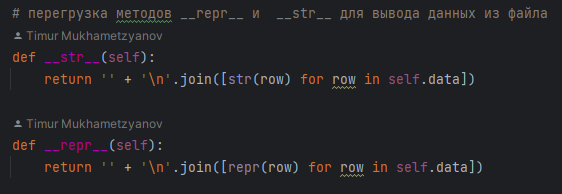 # перегрузка методов __repr__ и  __str__ для вывода данных из файла
Timur Mukhametzyanov
def __str__(self):
    return '' + '\n'.join([str(row) for row in self.data])
Timur Mukhametzyanov
def __repr__(self):
    return '' + '\n'.join([repr(row) for row in self.data])